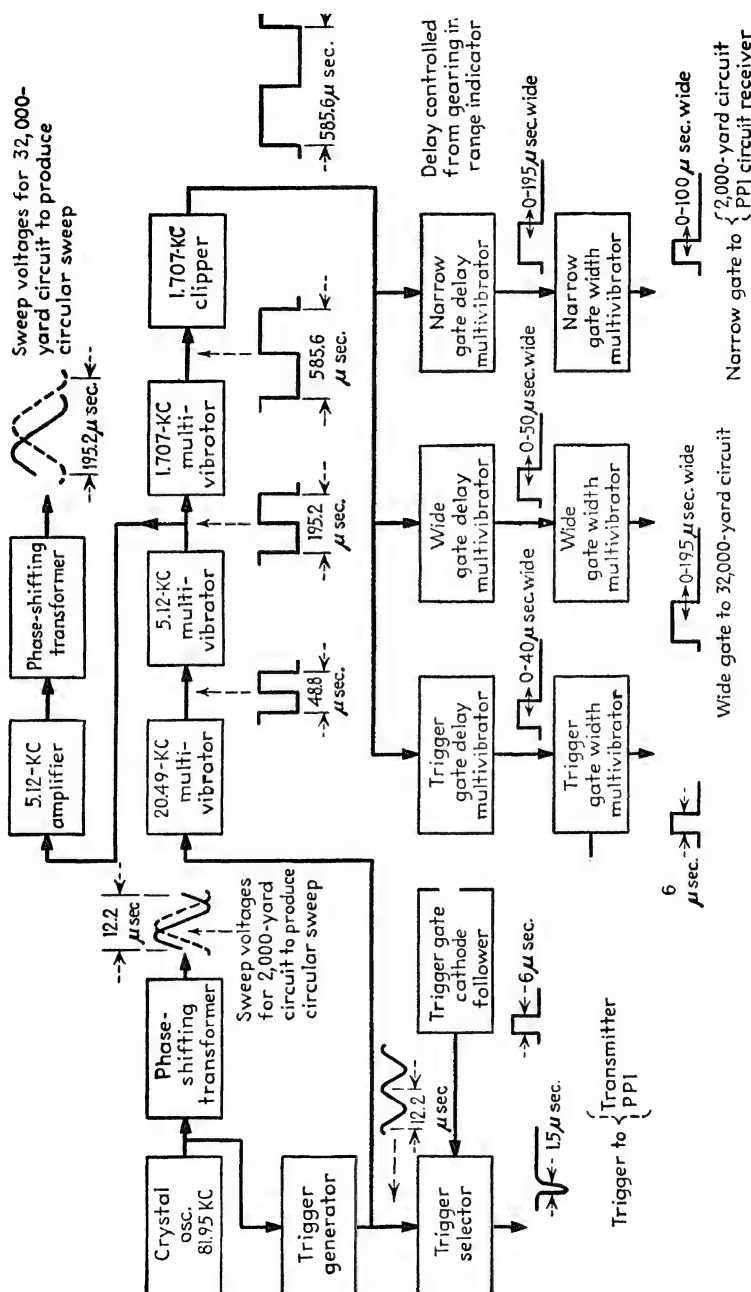 Crystal
osc.
81.95 KC
Phase-
shifting
transformer
12.2
μ sec
Sweep voltages
for 2,000-yard
circuit to produce
circular sweep
5.12-KC
amplifier
Phase-shifting
transformer
195.2 μ sec.
Sweep voltages for 32,000-
yard circuit to produce
circular sweep
Trigger
generator
20.49-KC
multi-
vibrator
48.8
μ sec.
5.12-KC
multi-
vibrator
195.2
μ sec.
1.707-KC
multi-
vibrator
585.6
μ sec.
1.707-KC
clipper
585.6 μ sec.
12.2
μ sec
Trigger
selector
Trigger gate
cathode
follower
6 μ sec.
1.5 μ sec.
Trigger to { Transmitter
PPI }
Trigger
gate delay
multivibrator
0-40 μ sec. wide
Trigger
gate width
multivibrator
6
μ sec.
Wide
gate delay
multivibrator
0-50 μ sec. wide
Wide
gate width
multivibrator
0-195 μ sec. wide
Wide gate to 32,000-yard circuit
Delay controlled
from gearing in
range indicator
Narrow
gate delay
multivibrator
0-195 μ sec. wide
Narrow
gate width
multivibrator
0-100 μ sec. wide
Narrow gate to { 2,000-yard circuit
PPI circuit receiver